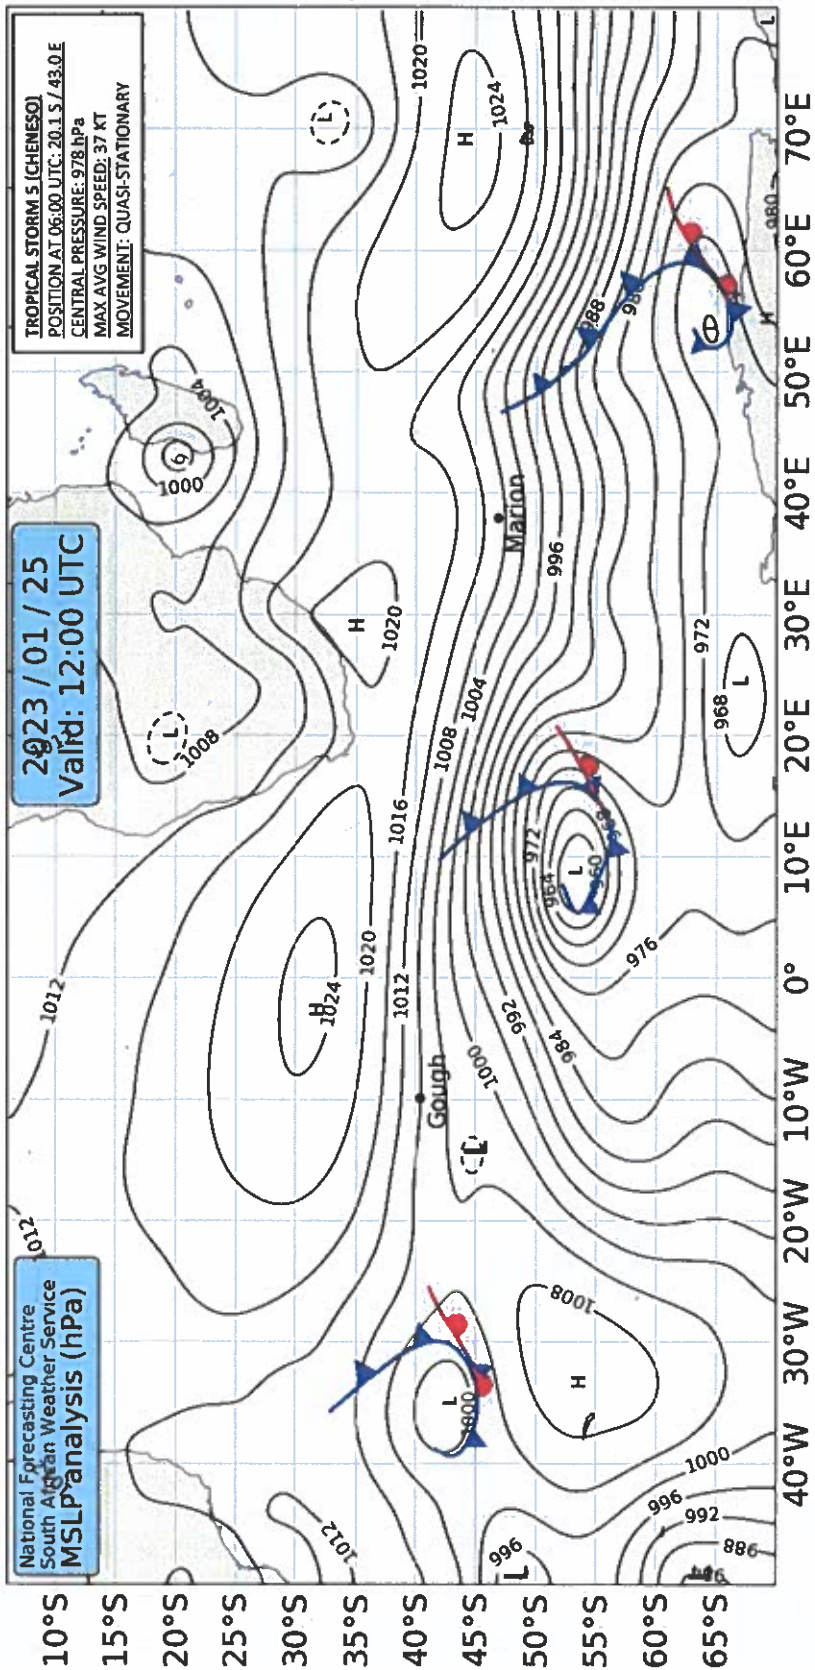 National Forecasting Centre
South African Weather Service
MSLP analysis (hPa)
2023 / 01 / 25
Valid: 12:00 UTC
TROPICAL STORM 5 (CHENESO)
POSITION AT 06:00 UTC: 20.1 S / 43.0 E
CENTRAL PRESSURE: 978 hPa
MAX AVG WIND SPEED: 37 KT
MOVEMENT: QUASI-STATIONARY
1012
1012
1012
1008
1000
1004
L
L
H
1024
1020
H
1020
H
1024
1020
1016
1012
1008
1004
Gough
Marion
L
1000
L
1000
996
L
H
1008
992
984
976
972
964
960
L
996
988
972
968
L
980
H
L
1000
996
992
988
10°S
15°S
20°S
25°S
30°S
35°S
40°S
45°S
50°S
55°S
60°S
65°S
40°W
30°W
20°W
10°W
0°
10°E
20°E
30°E
40°E
50°E
60°E
70°E